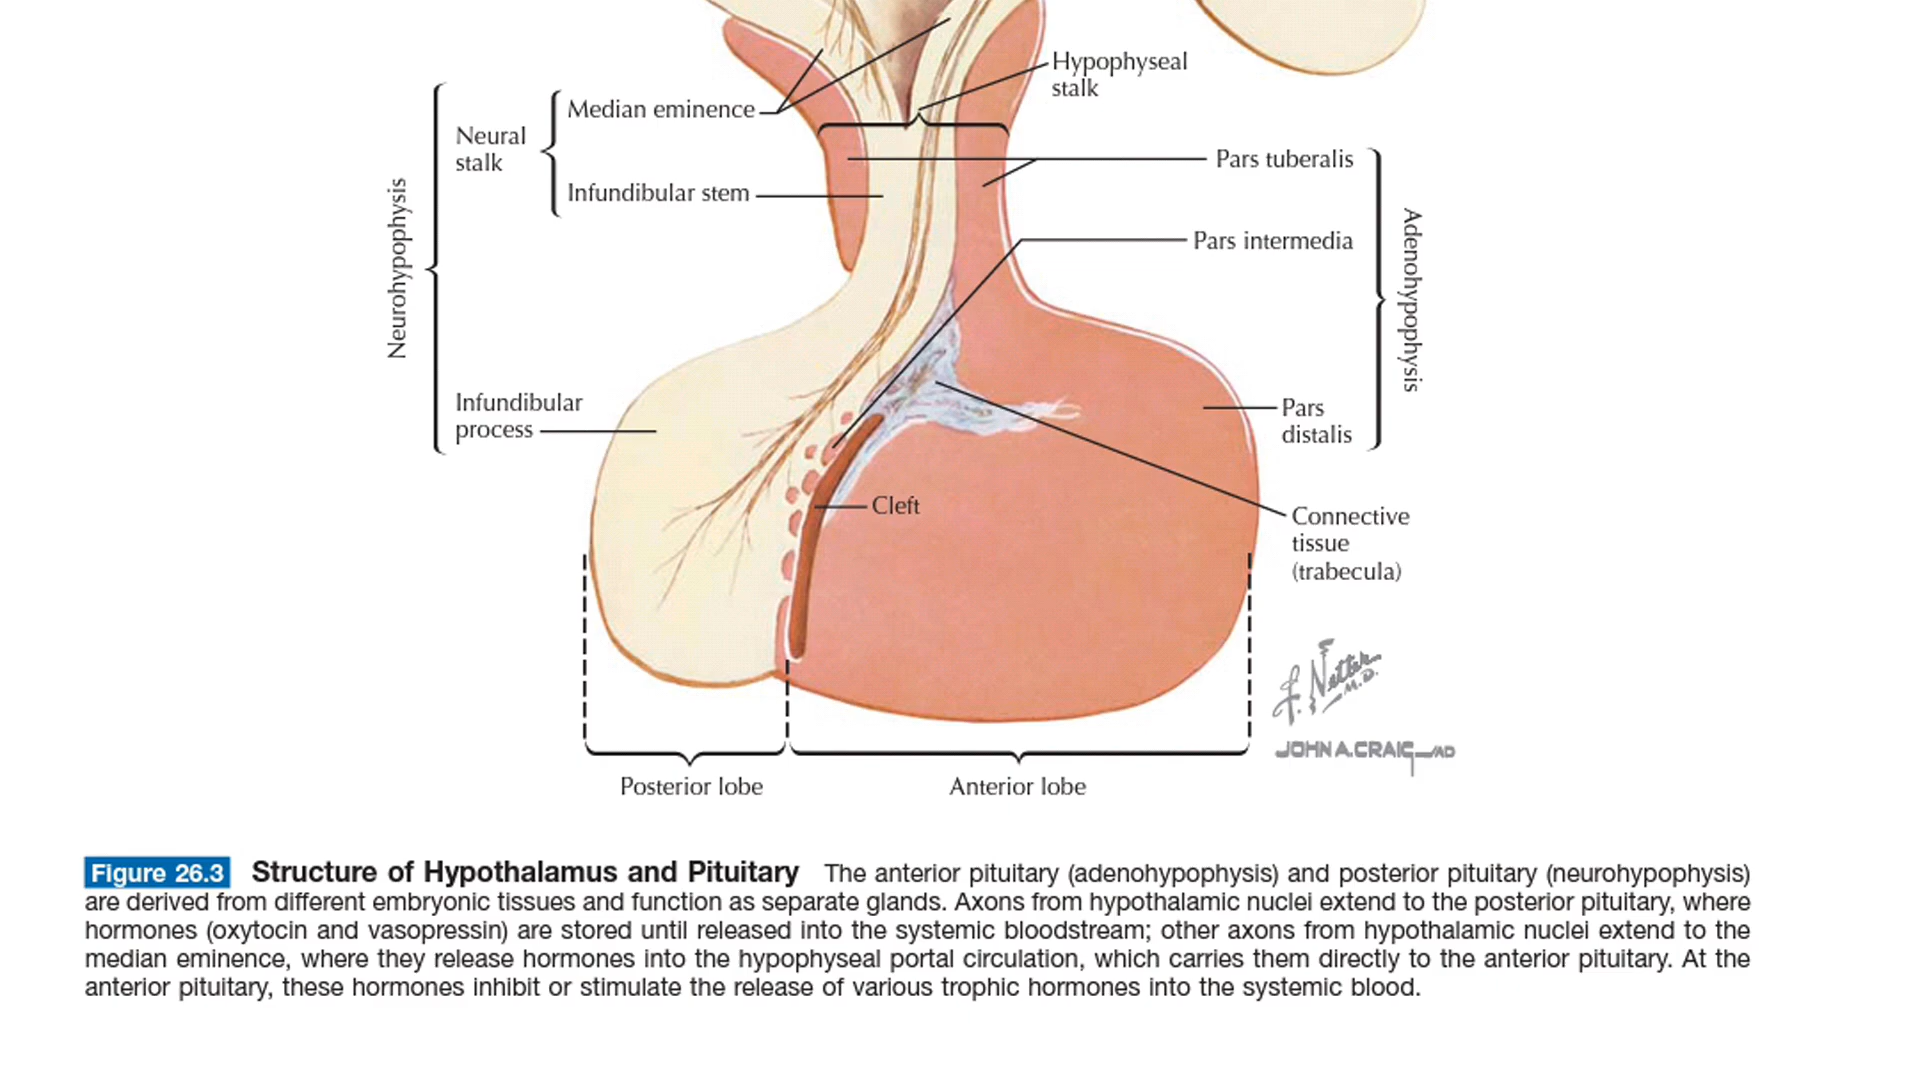 Hypophyseal
stalk
Median eminence
Neural
stalk
Pars tuberalis
Infundibular stem
Neurohypophysis
Pars intermedia
Adenohypophysis
Infundibular
process
Pars
distalis
Cleft
Connective
tissue
(trabecula)
F. Netter
M.D.
JOHN A. CRAIG_MD
Posterior lobe
Anterior lobe
Figure 26.3 Structure of Hypothalamus and Pituitary The anterior pituitary (adenohypophysis) and posterior pituitary (neurohypophysis)
are derived from different embryonic tissues and function as separate glands. Axons from hypothalamic nuclei extend to the posterior pituitary, where
hormones (oxytocin and vasopressin) are stored until released into the systemic bloodstream; other axons from hypothalamic nuclei extend to the
median eminence, where they release hormones into the hypophyseal portal circulation, which carries them directly to the anterior pituitary. At the
anterior pituitary, these hormones inhibit or stimulate the release of various trophic hormones into the systemic blood.